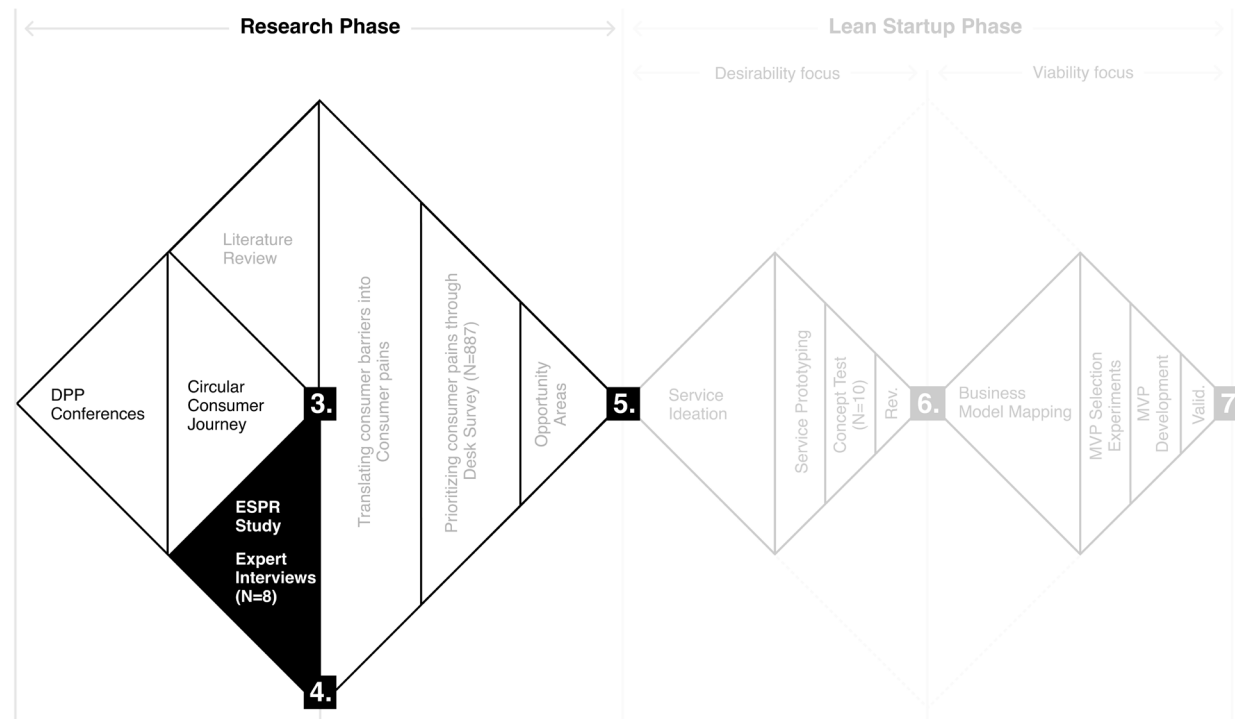 Research Phase
Lean Startup Phase
Desirability focus
Viability focus
Literature
Review
DPP
Conferences
Circular
Consumer
Journey
3.
ESPR
Study
Expert
Interviews
(N=8)
4.
Translating consumer barriers into
Consumer pains
Prioritizing consumer pains through
Desk Survey (N=887)
Opportunity
Areas
5.
Service
Ideation
Service Prototyping
Concept Test
(N=10)
Rev.
6.
Business
Model Mapping
MVP Selection
Experiments
MVP
Development
Valid.
7